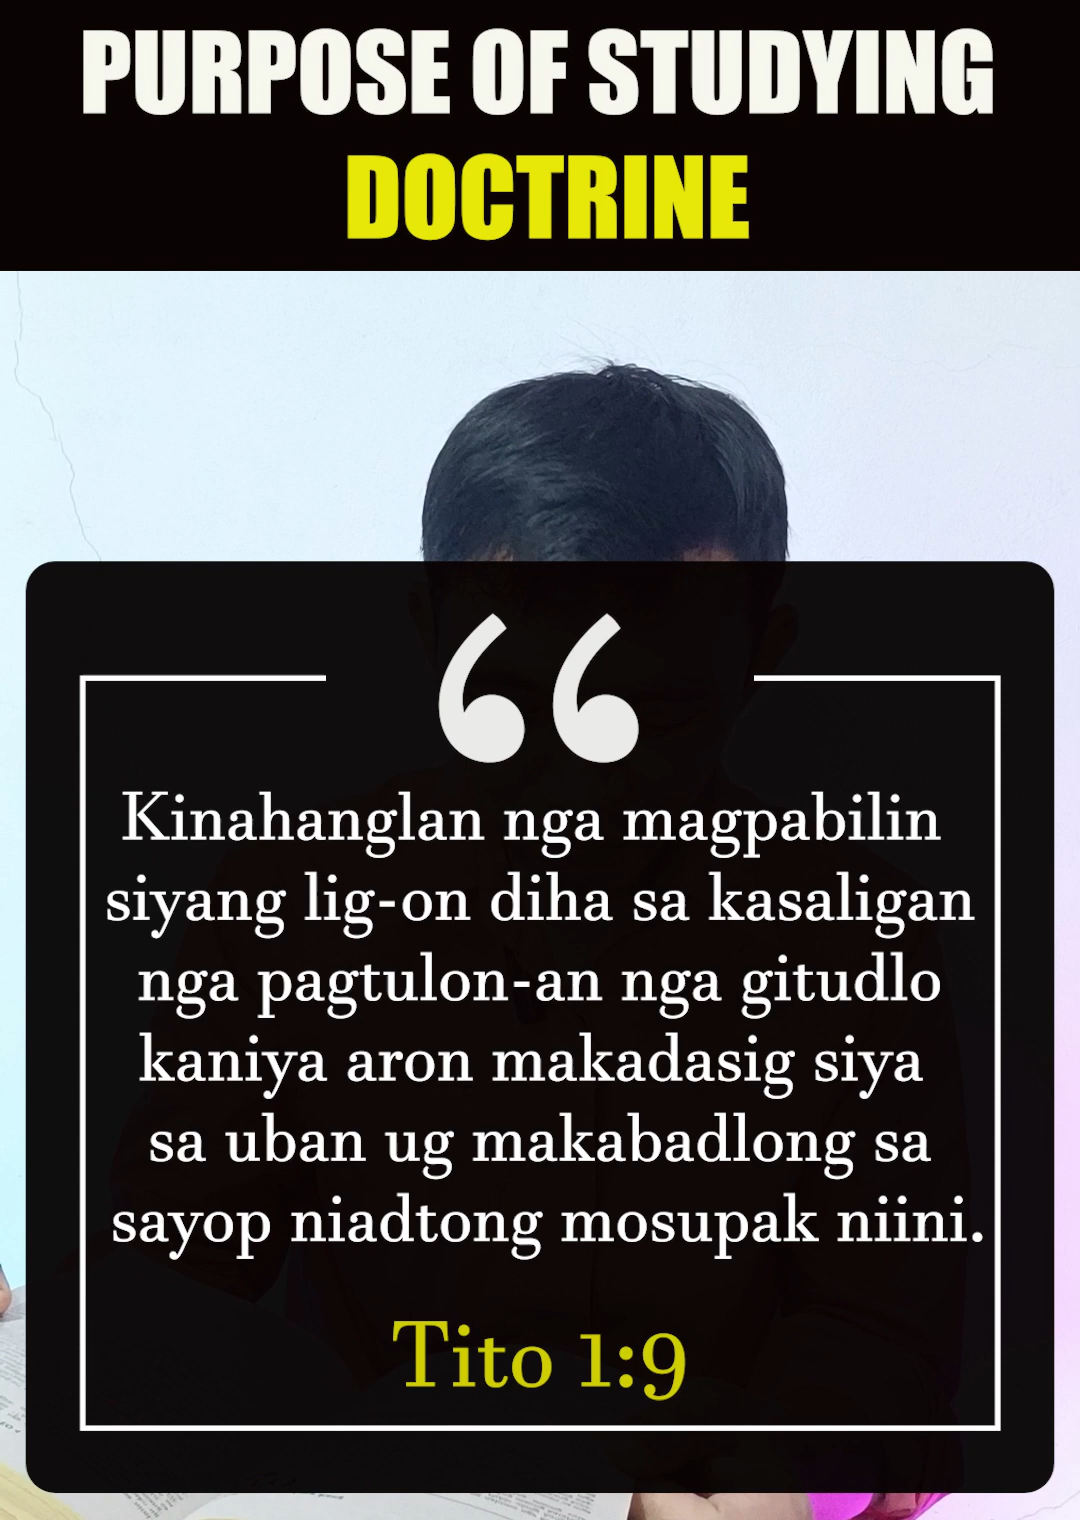 PURPOSE OF STUDYING
DOCTRINE
“
Kinahanglan nga magpabilin
siyang lig-on diha sa kasaligan
nga pagtulon-an nga gitudlo
kaniya aron makadasig siya
sa uban ug makabadlong sa
sayop niadtong mosupak niini.
Tito 1:9